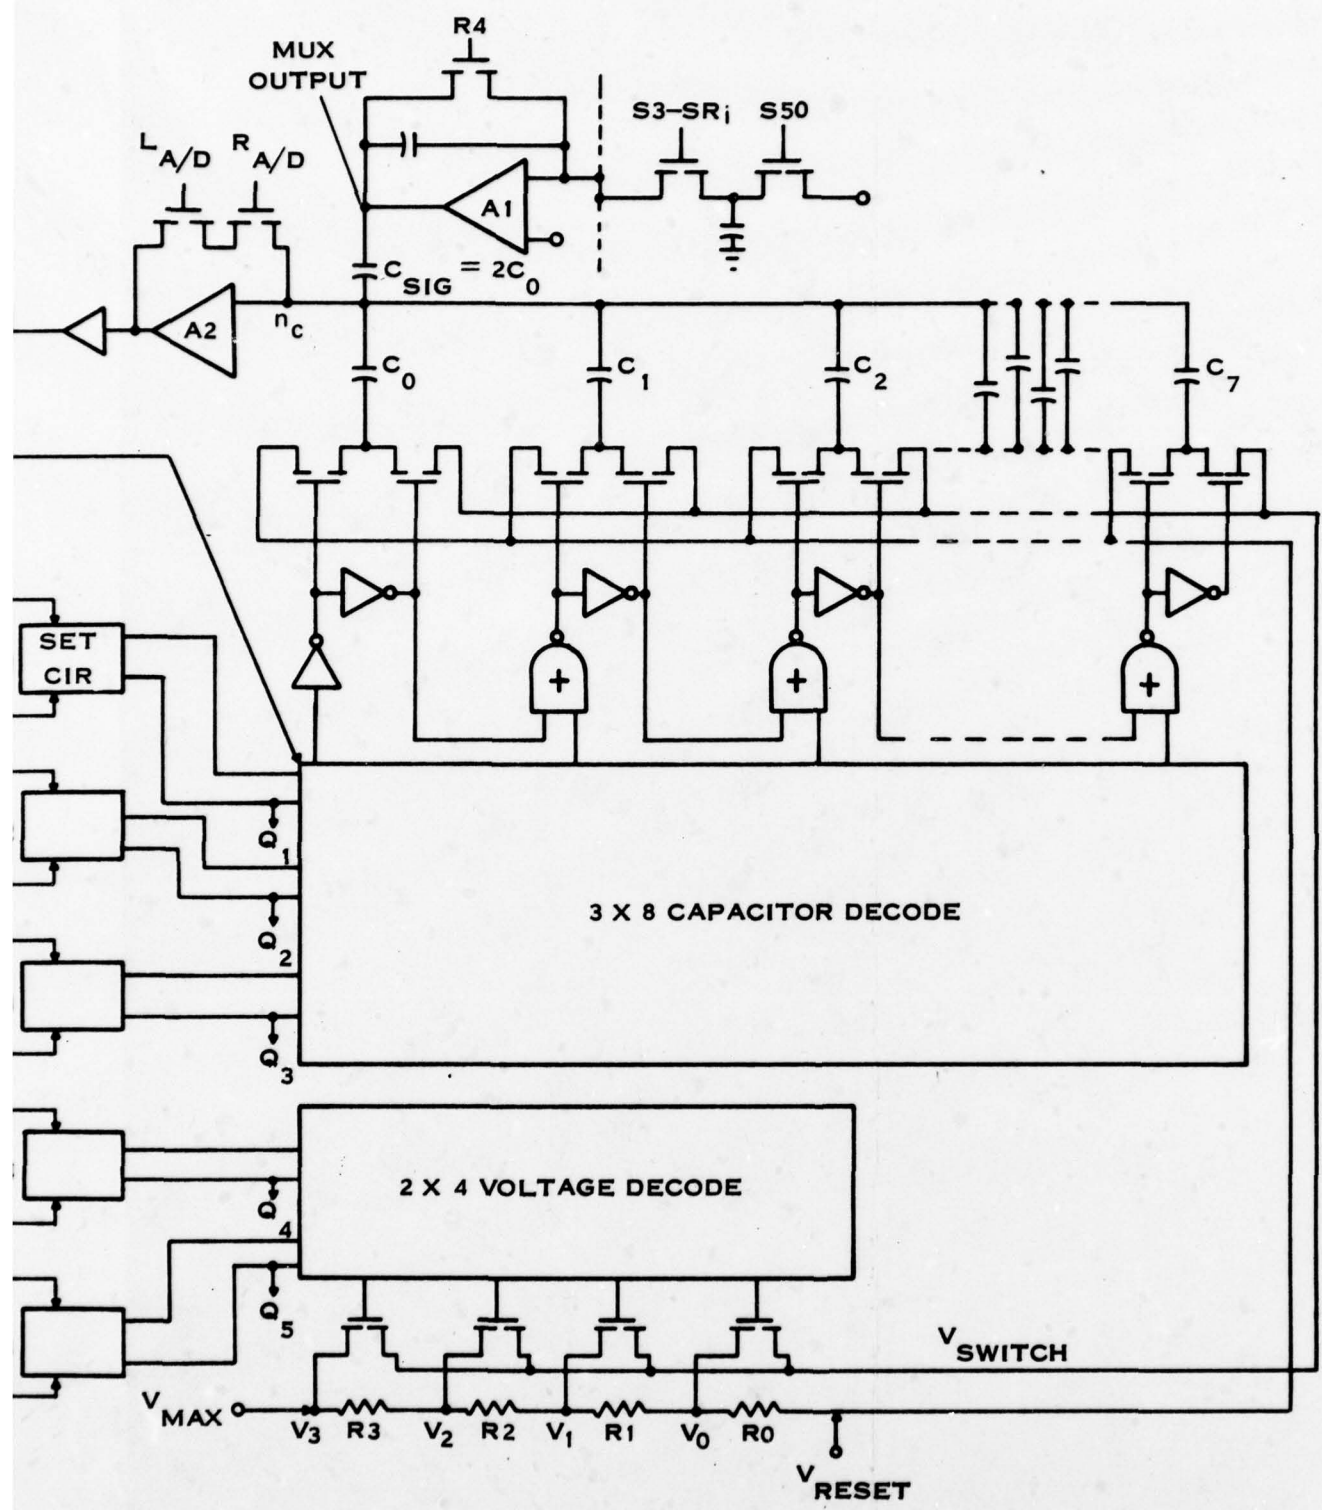 R4
MUX
OUTPUT
S3-SRi S50
LA/D RA/D
A1
CSIG = 2C0
A2
nc
C0 C1 C2 C7
SET
CIR
+ + +
Q1
3 X 8 CAPACITOR DECODE
Q2
Q3
2 X 4 VOLTAGE DECODE
Q4
Q5
VSWITCH
VMAX
V3 R3 V2 R2 V1 R1 V0 R0
VRESET